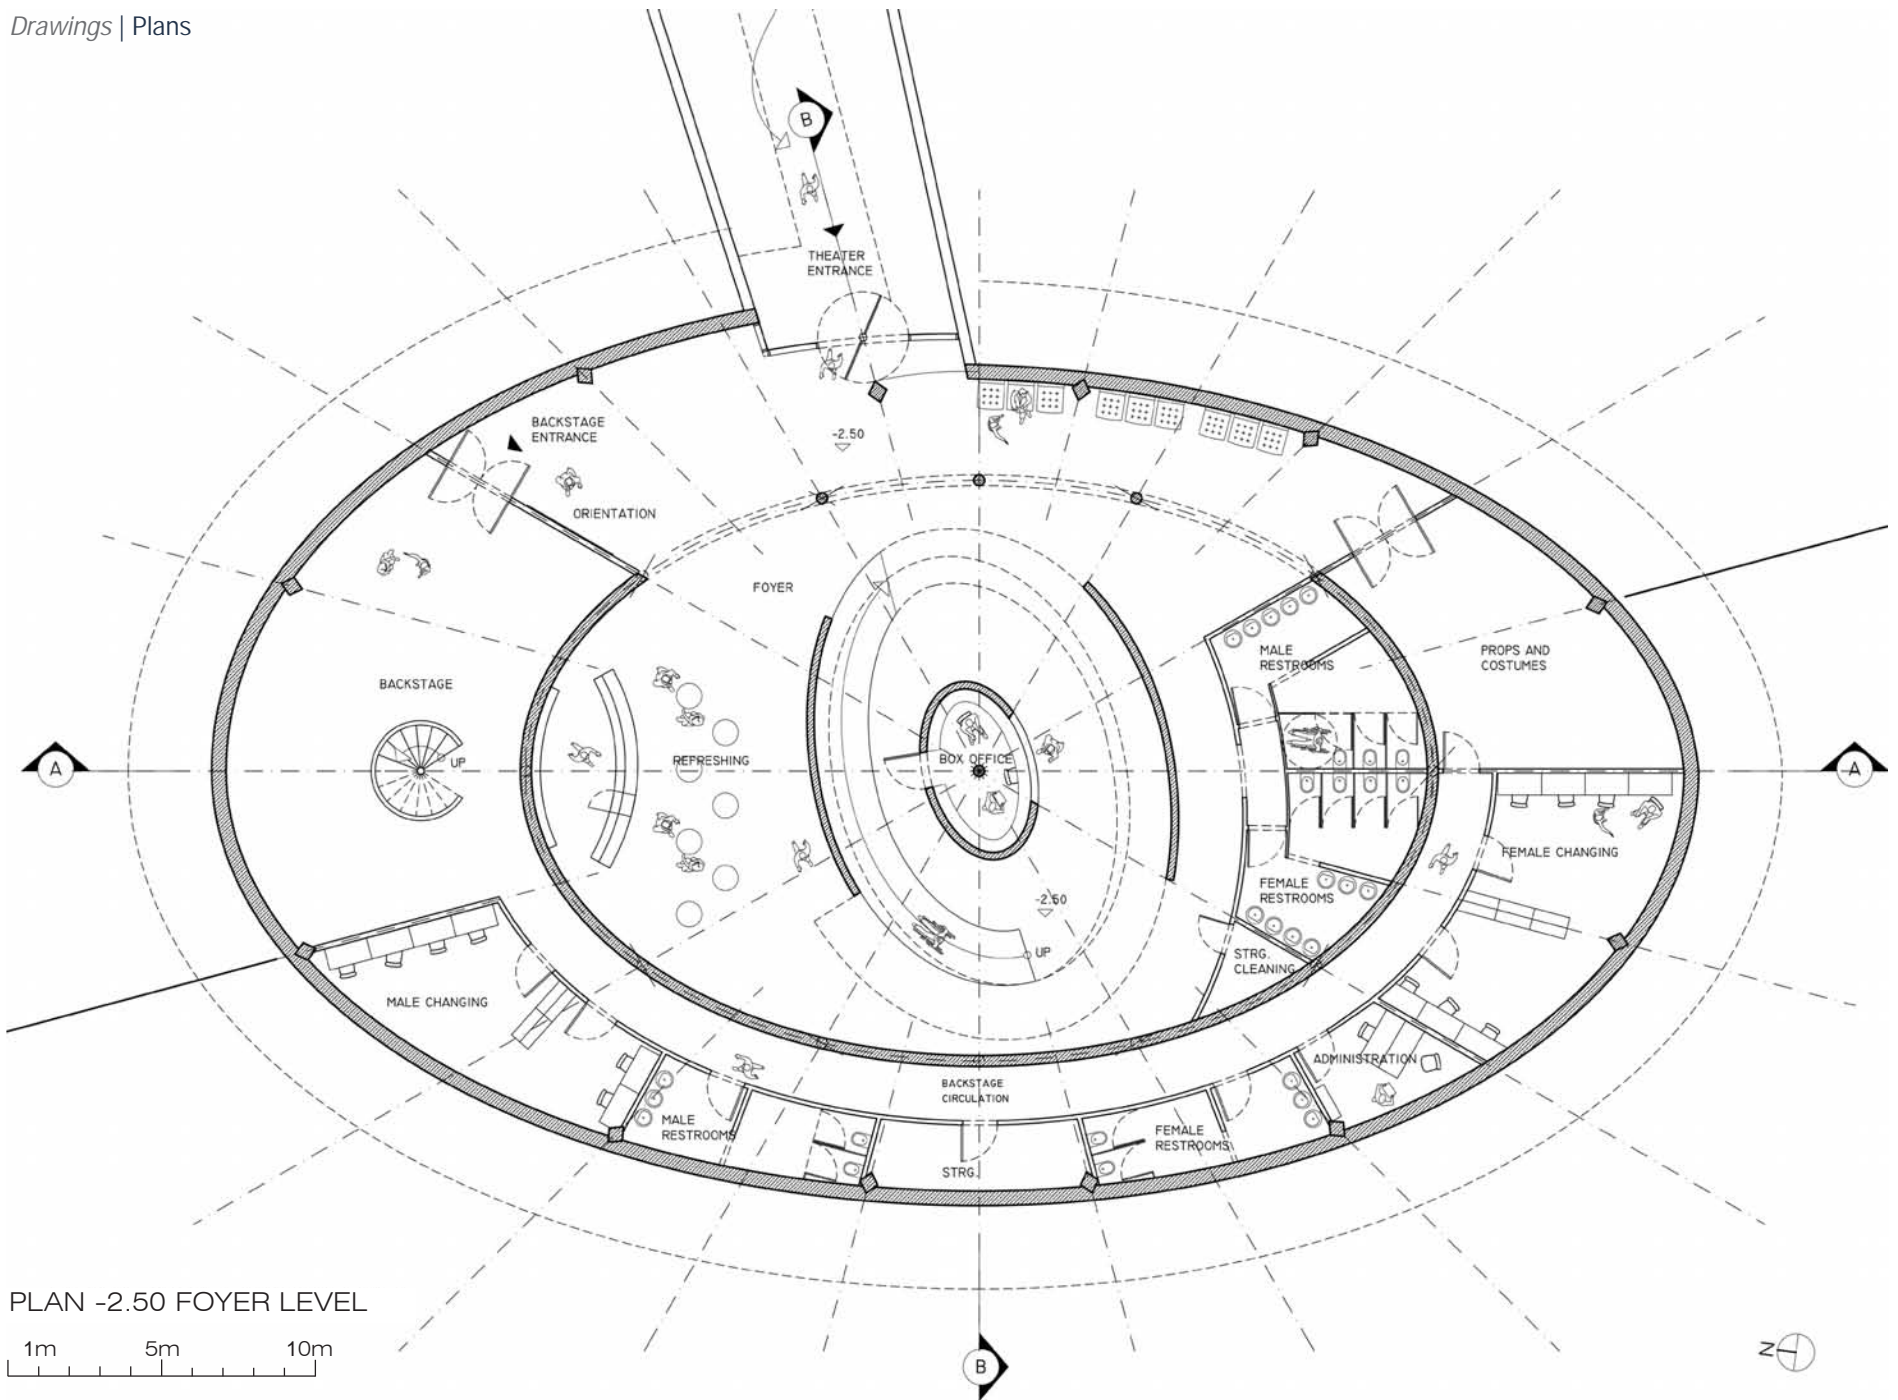 Drawings | Plans
B
THEATER
ENTRANCE
BACKSTAGE
ENTRANCE
-2.50
ORIENTATION
FOYER
MALE
RESTROOMS
PROPS AND
COSTUMES
BACKSTAGE
A
UP
REFRESHING
BOX OFFICE
A
FEMALE CHANGING
FEMALE
RESTROOMS
-2.50
UP
STRG.
CLEANING
MALE CHANGING
ADMINISTRATION
BACKSTAGE
CIRCULATION
MALE
RESTROOMS
FEMALE
RESTROOMS
STRG.
PLAN -2.50 FOYER LEVEL
1m 5m 10m
B
N